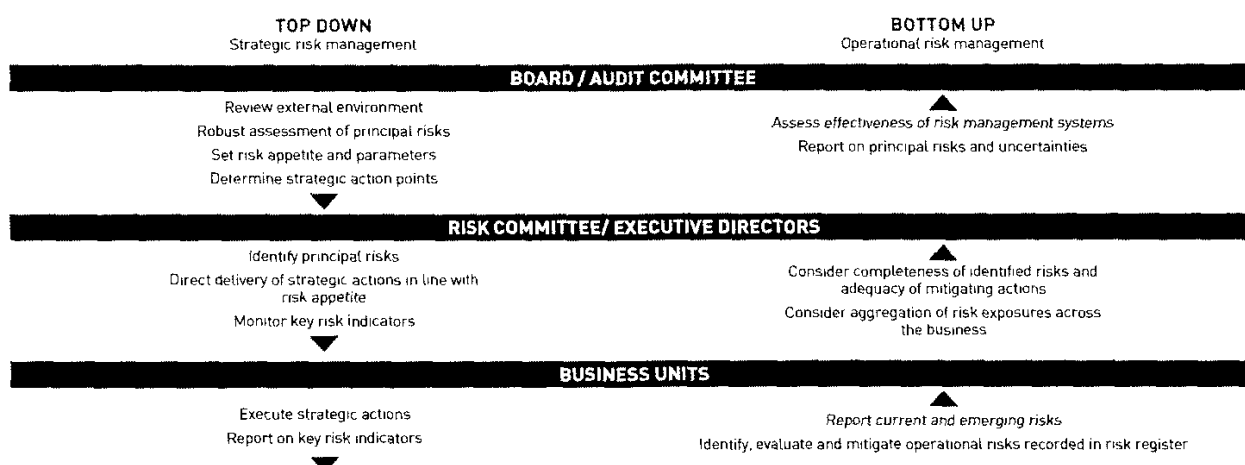 TOP DOWN
Strategic risk management
BOTTOM UP
Operational risk management
BOARD / AUDIT COMMITTEE
Review external environment
Robust assessment of principal risks
Set risk appetite and parameters
Determine strategic action points
Assess effectiveness of risk management systems
Report on principal risks and uncertainties
RISK COMMITTEE/ EXECUTIVE DIRECTORS
Identify principal risks
Direct delivery of strategic actions in line with
risk appetite
Monitor key risk indicators
Consider completeness of identified risks and
adequacy of mitigating actions
Consider aggregation of risk exposures across
the business
BUSINESS UNITS
Execute strategic actions
Report on key risk indicators
Report current and emerging risks
Identify, evaluate and mitigate operational risks recorded in risk register